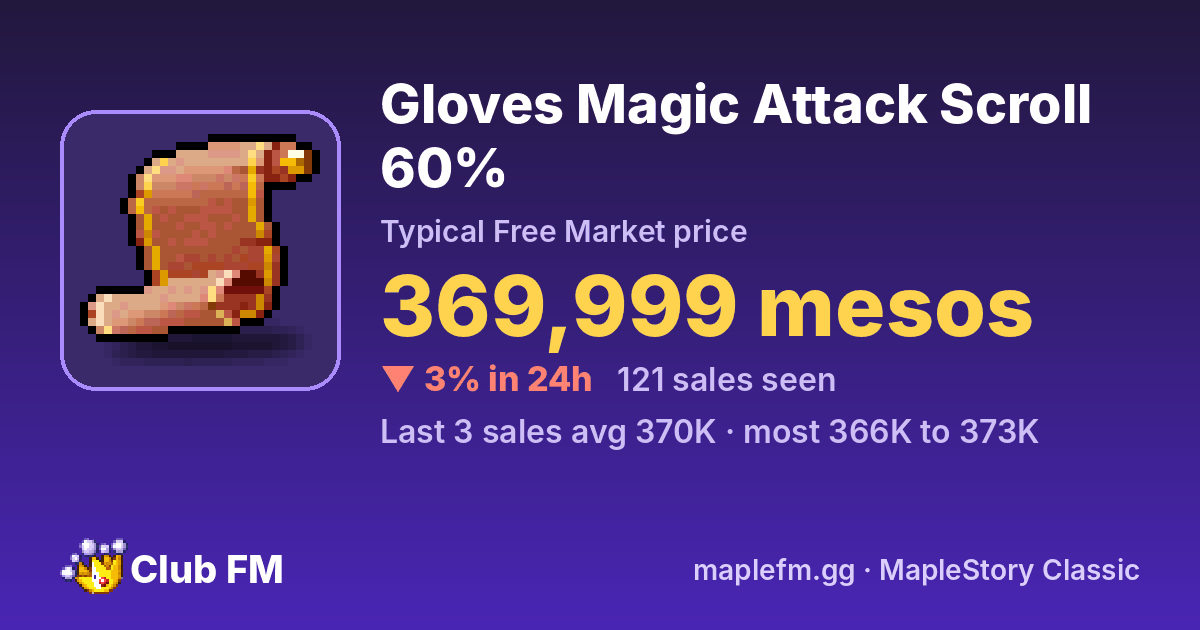 Gloves Magic Attack Scroll
60%
Typical Free Market price
369,999 mesos
▼ 3% in 24h 121 sales seen
Last 3 sales avg 370K · most 366K to 373K
Club FM
maplefm.gg · MapleStory Classic